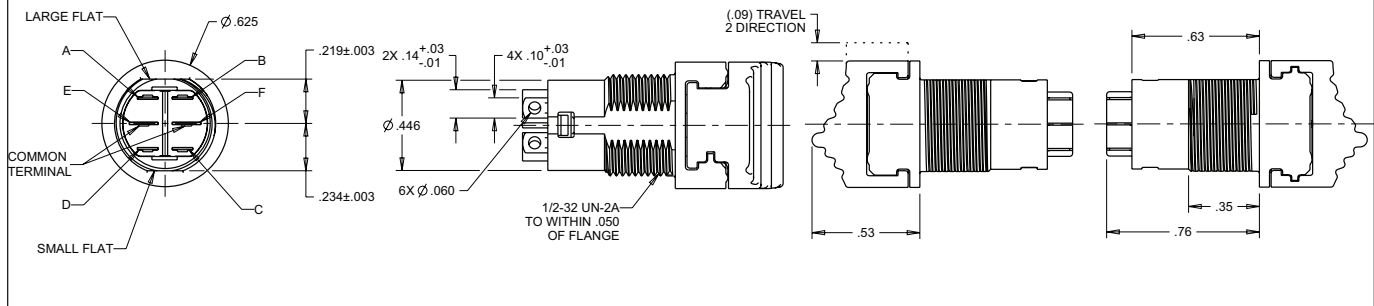 LARGE FLAT
Ø .625
A
B
E
F
COMMON
TERMINAL
D
C
SMALL FLAT
.219±.003
.234±.003
2X .14 +.03 -.01
4X .10 +.03 -.01
Ø .446
6X Ø .060
1/2-32 UN-2A
TO WITHIN .050
OF FLANGE
(.09) TRAVEL
2 DIRECTION
.53
.63
.35
.76